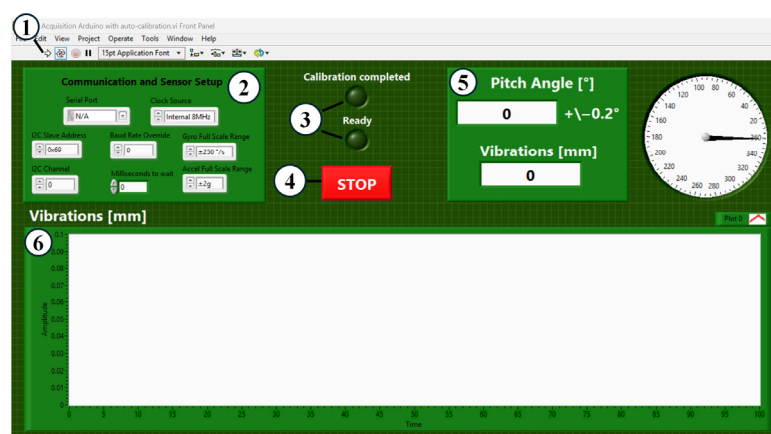 1
Acquisition Arduino with auto-calibration.vi Front Panel
Edit View Project Operate Tools Window Help
15pt Application Font
Communication and Sensor Setup
2
Serial Port
Clock Source
N/A
Internal 8MHz
I2C Slave Address
Baud Rate Override
Gyro Full Scale Range
0x69
0
±250 °/s
I2C Channel
Milliseconds to wait
Accel Full Scale Range
0
0
±2g
Calibration completed
3
Ready
4
STOP
5
Pitch Angle [°]
0
+\−0.2°
Vibrations [mm]
0
100 80
120 60
140 40
160 20
180 360
200 340
220 320
240 300
260 280
Vibrations [mm]
Plot 0
6
Amplitude
0.1
0.09
0.08
0.07
0.06
0.05
0.04
0.03
0.02
0.01
0
0 5 10 15 20 25 30 35 40 45 50 55 60 65 70 75 80 85 90 95 100
Time